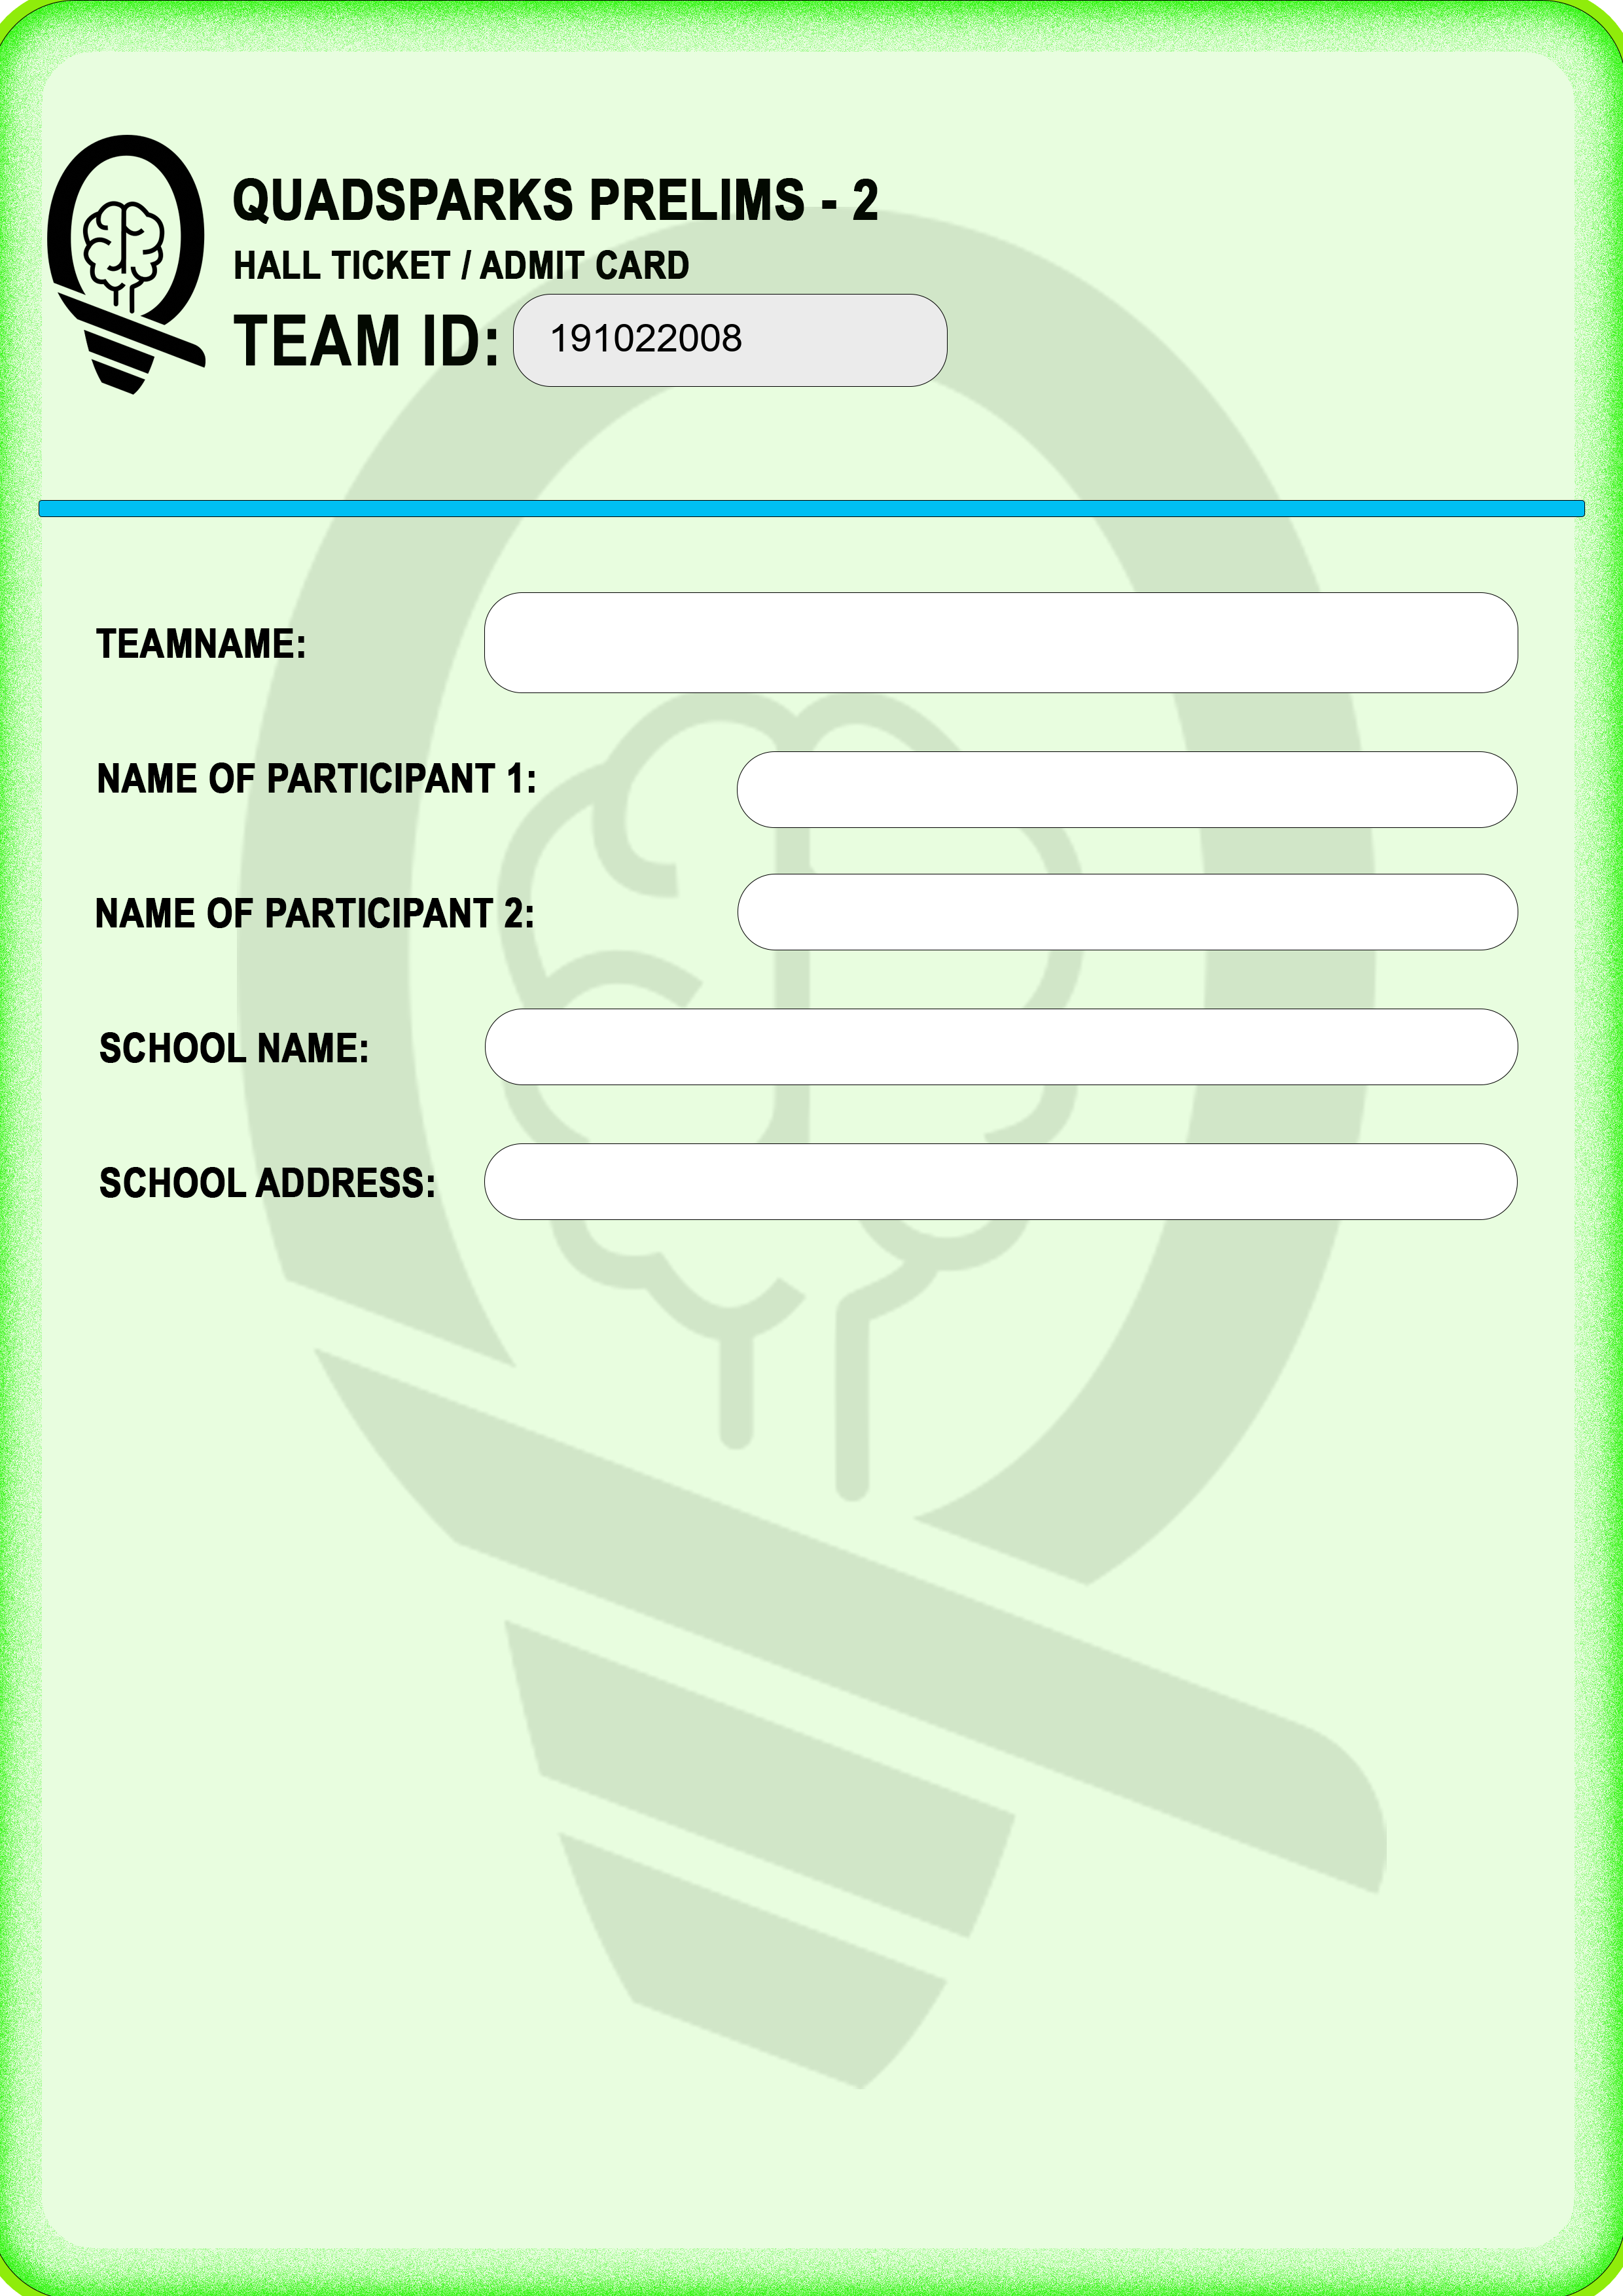 QUADSPARKS PRELIMS - 2
HALL TICKET / ADMIT CARD
TEAM ID: 191022008
TEAMNAME:
NAME OF PARTICIPANT 1:
NAME OF PARTICIPANT 2:
SCHOOL NAME:
SCHOOL ADDRESS: